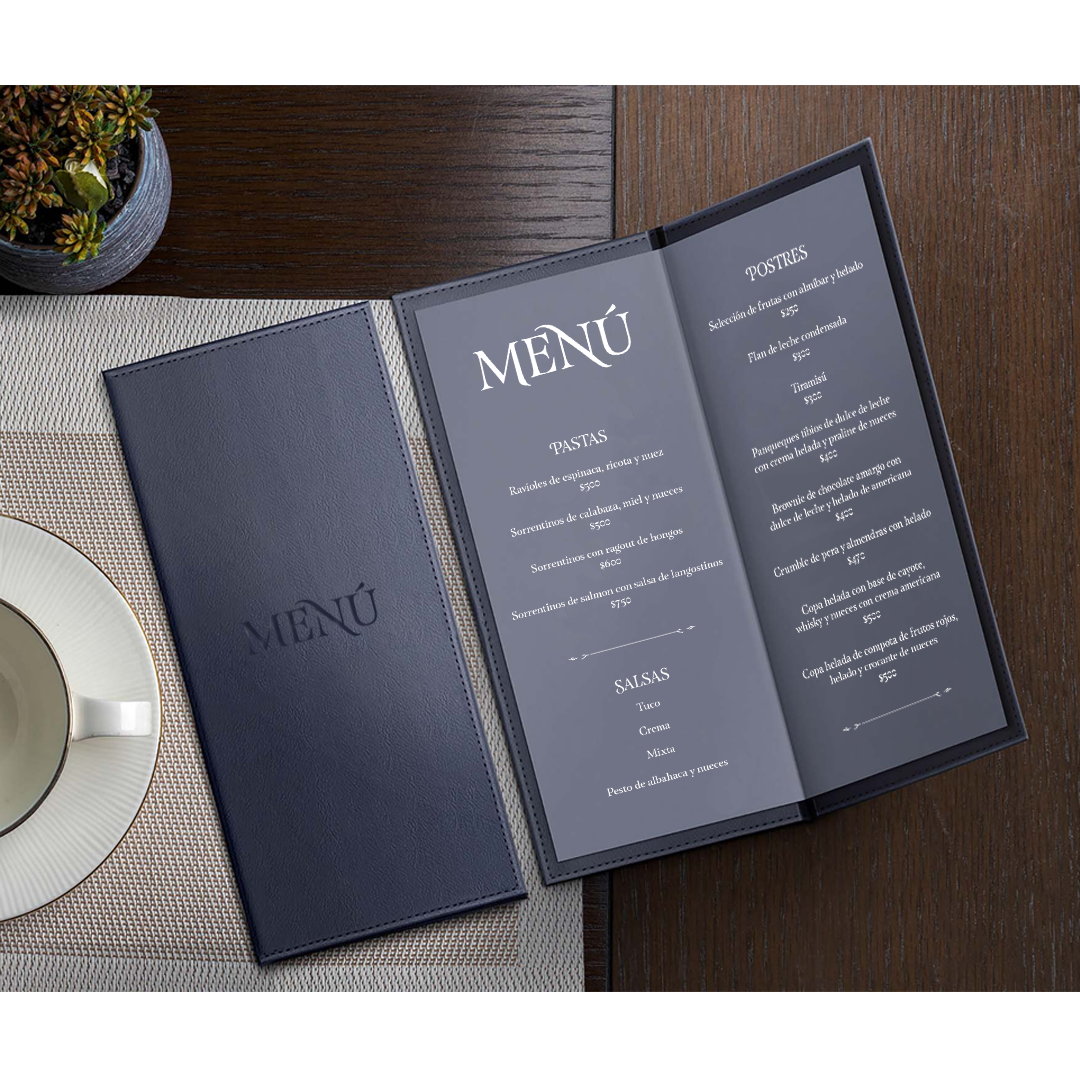 MENÚ
MENÚ
PASTAS
Ravioles de espinaca, ricota y nuez
$500
Sorrentinos de calabaza, miel y nueces
$500
Sorrentinos con ragout de hongos
$600
Sorrentinos de salmon con salsa de langostinos
$750
SALSAS
Tuco
Crema
Mixta
Pesto de albahaca y nueces
POSTRES
Selección de frutas con almíbar y helado
$250
Flan de leche condensada
$300
Tiramisú
$300
Panqueques tibios de dulce de leche
con crema helada y praline de nueces
$400
Brownie de chocolate amargo con
dulce de leche y helado de americana
$400
Crumble de pera y almendras con helado
$470
Copa helada con base de cayote,
whisky y nueces con crema americana
$500
Copa helada de compota de frutos rojos,
helado y crocante de nueces
$500